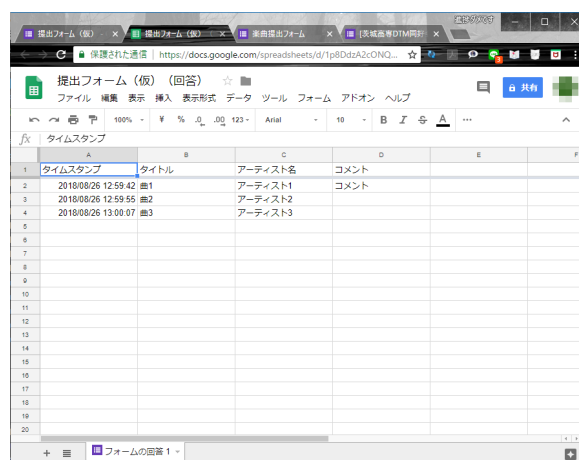 進捗ダメです
提出フォーム（仮） ×
提出フォーム（仮） ×
楽曲提出フォーム ×
[茨城高専DTM同好 ×
保護された通信 | https://docs.google.com/spreadsheets/d/1p8DdzA2cONQ...
提出フォーム（仮）（回答）
ファイル 編集 表示 挿入 表示形式 データ ツール フォーム アドオン ヘルプ
共有
100% ¥ % .0 .00 123 Arial 10 B I S A ...
fx タイムスタンプ
A B C D E F
1 タイムスタンプ タイトル アーティスト名 コメント
2 2018/08/26 12:59:42 曲1 アーティスト1 コメント
3 2018/08/26 12:59:55 曲2 アーティスト2
4 2018/08/26 13:00:07 曲3 アーティスト3
5
6
7
8
9
10
11
12
13
14
15
16
17
18
19
20
フォームの回答 1